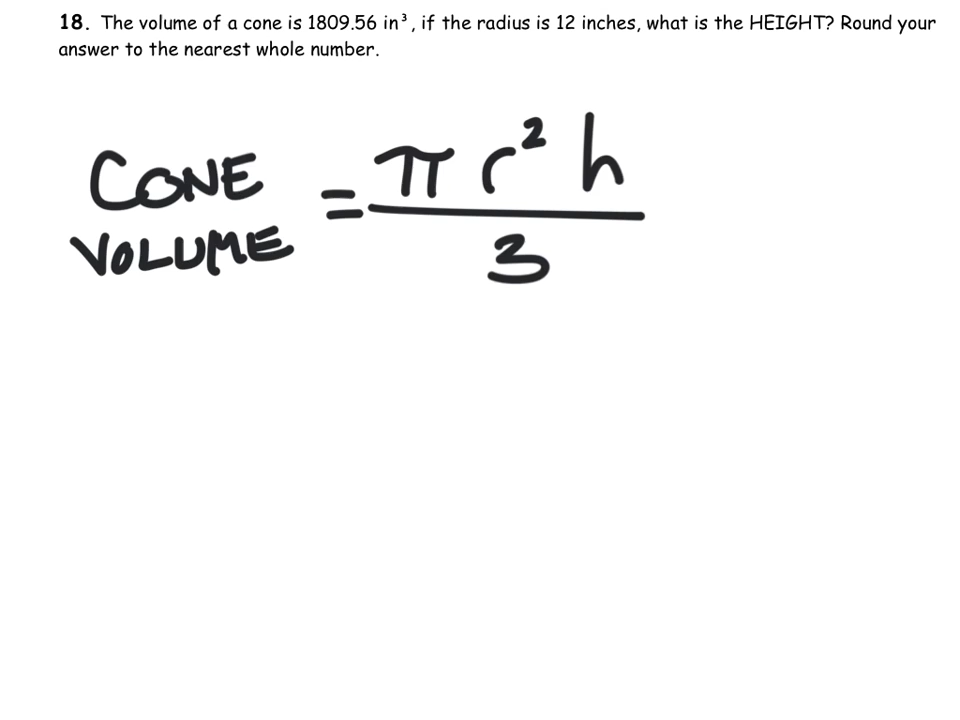 18. The volume of a cone is 1809.56 in³, if the radius is 12 inches, what is the HEIGHT? Round your
answer to the nearest whole number.
CONE VOLUME = πr²h
3